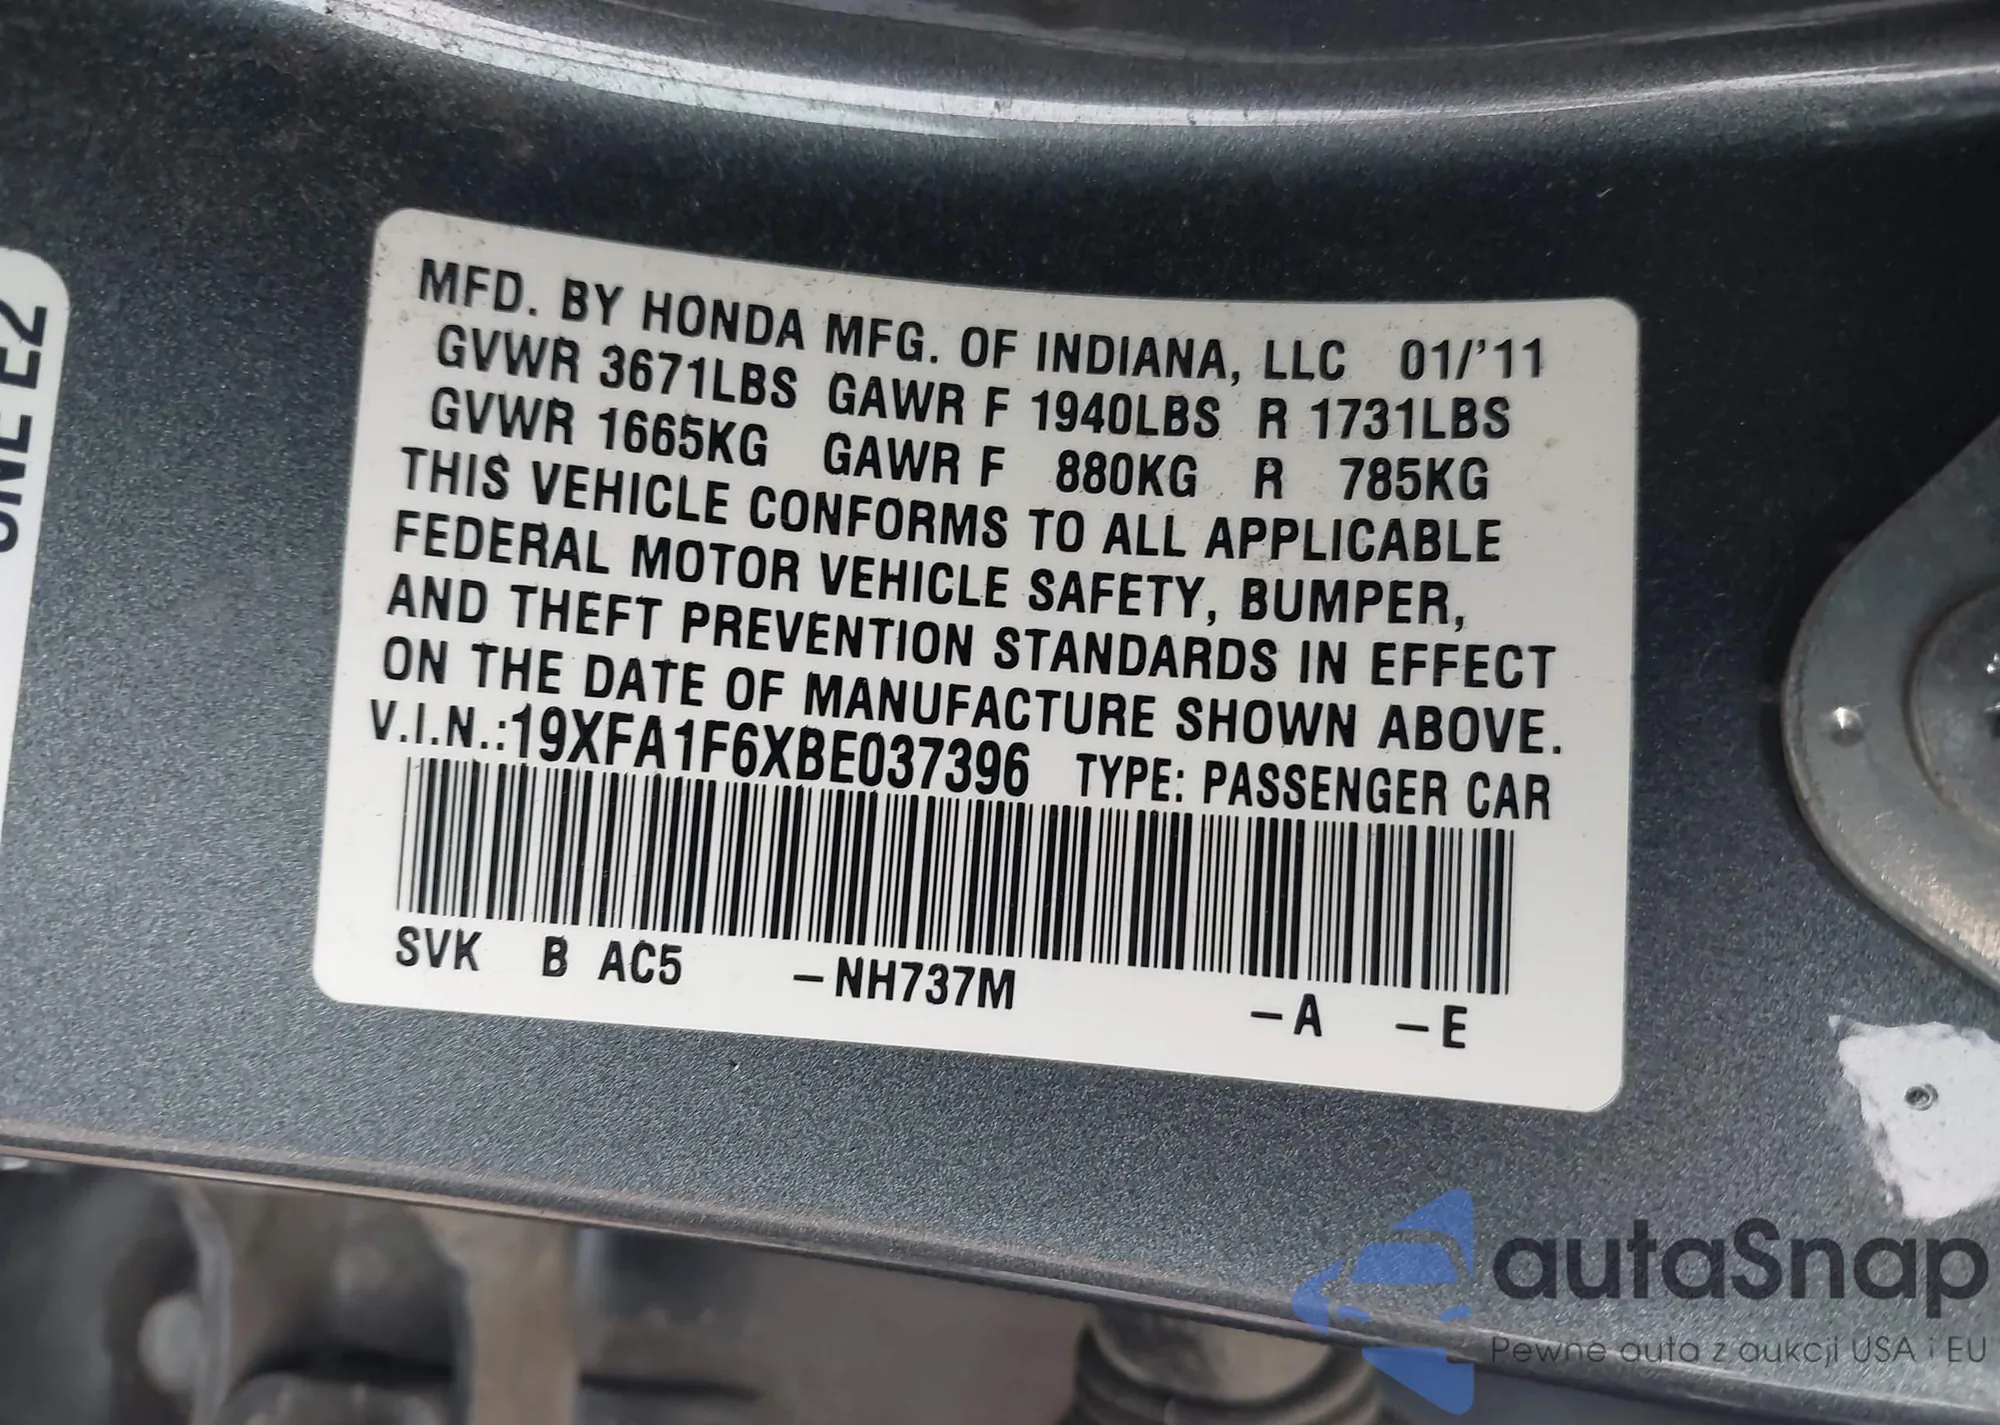 MFD. BY HONDA MFG. OF INDIANA, LLC 01/'11
GVWR 3671LBS GAWR F 1940LBS R 1731LBS
GVWR 1665KG GAWR F 880KG R 785KG
THIS VEHICLE CONFORMS TO ALL APPLICABLE
FEDERAL MOTOR VEHICLE SAFETY, BUMPER,
AND THEFT PREVENTION STANDARDS IN EFFECT
ON THE DATE OF MANUFACTURE SHOWN ABOVE.
V.I.N.:19XFA1F6XBE037396 TYPE: PASSENGER CAR
SVK B AC5 –NH737M –A –E
E2
autaSnap
Pewne auta z aukcji USA i EU